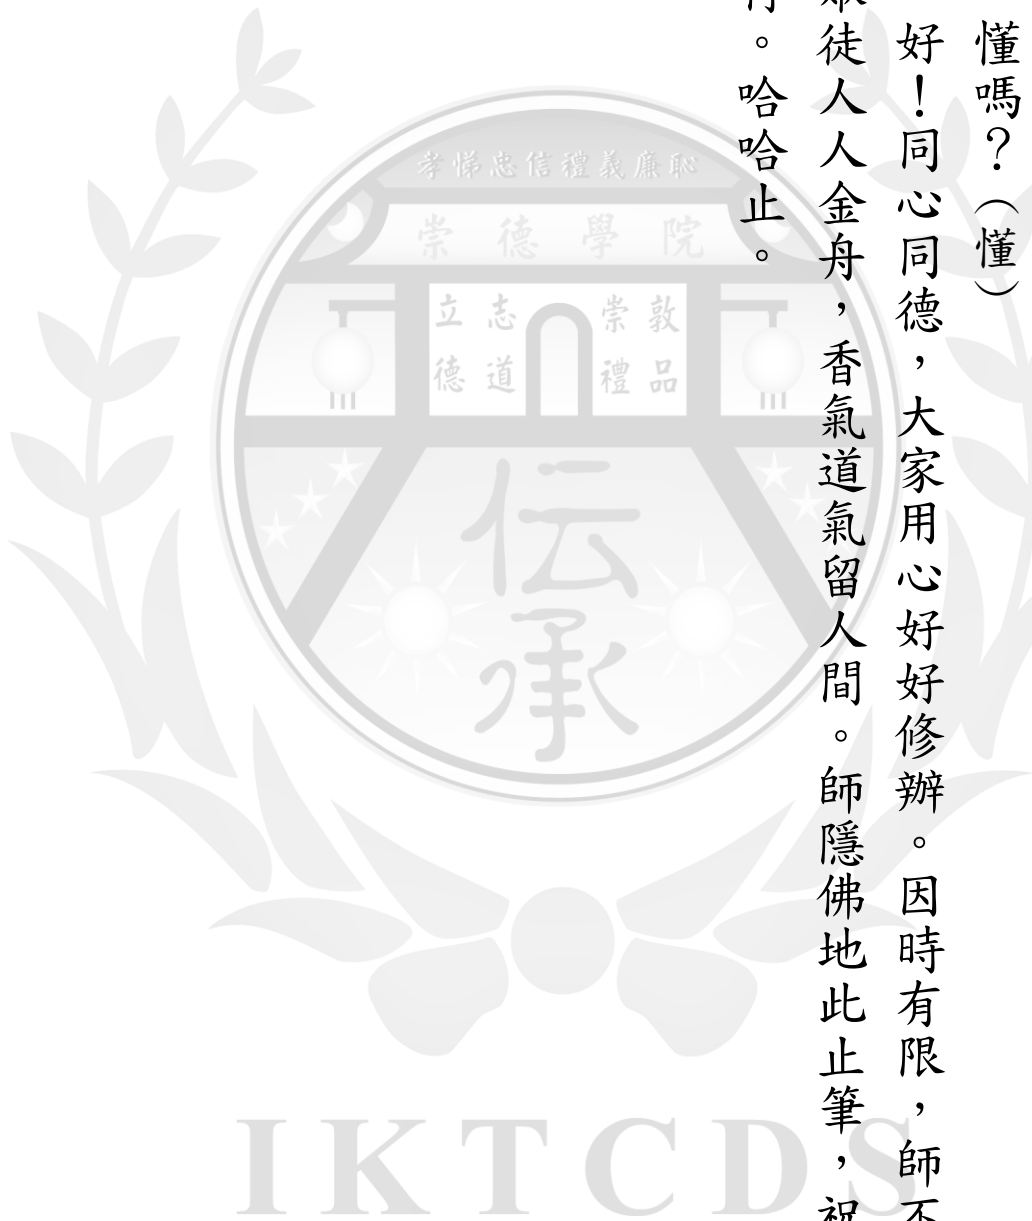 懂嗎？（懂）
好！同心同德，大家用心好好修辦。因時有限，師不
徒人人金舟，香氣道氣留人間。師隱佛地此止筆，祝
。哈哈止。
孝悌忠信禮義廉恥
崇德學院
立志崇敦
德道禮品
伝承
IKTCDS